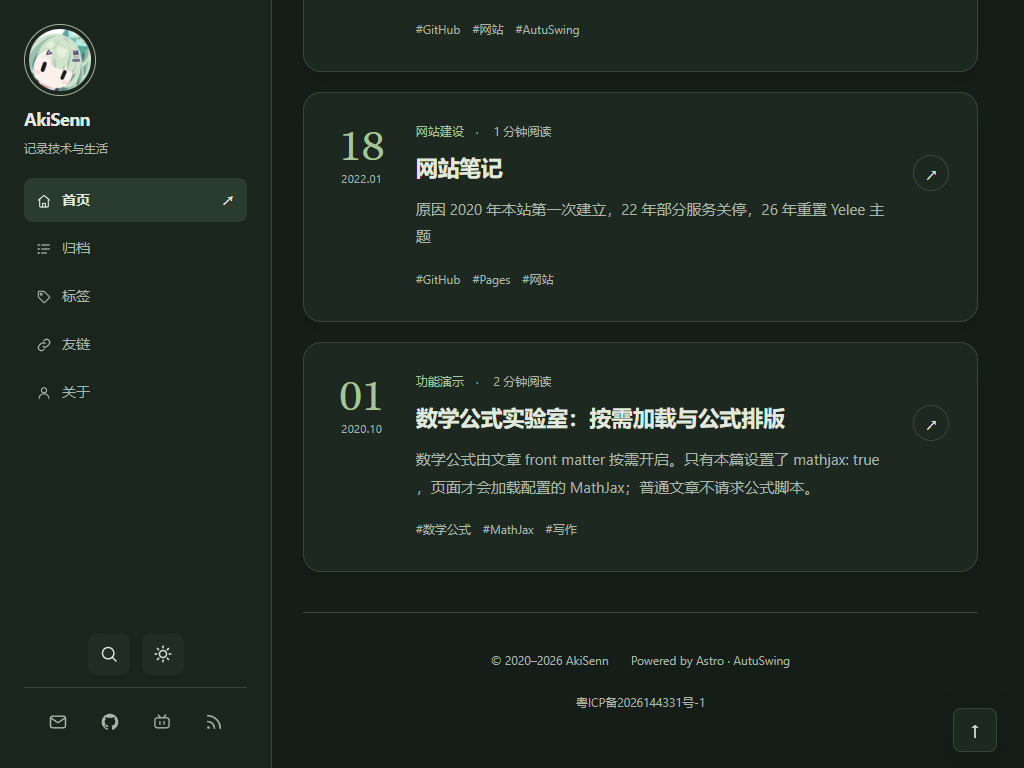 AkiSenn
记录技术与生活
首页
归档
标签
友链
关于
#GitHub #网站 #AutuSwing
18
2022.01
网站建设 · 1 分钟阅读
网站笔记
原因 2020 年本站第一次建立，22 年部分服务关停，26 年重置 Yelee 主
题
#GitHub #Pages #网站
01
2020.10
功能演示 · 2 分钟阅读
数学公式实验室：按需加载与公式排版
数学公式由文章 front matter 按需开启。只有本篇设置了 mathjax: true
，页面才会加载配置的 MathJax；普通文章不请求公式脚本。
#数学公式 #MathJax #写作
© 2020–2026 AkiSenn Powered by Astro · AutuSwing
粤ICP备2026144331号-1